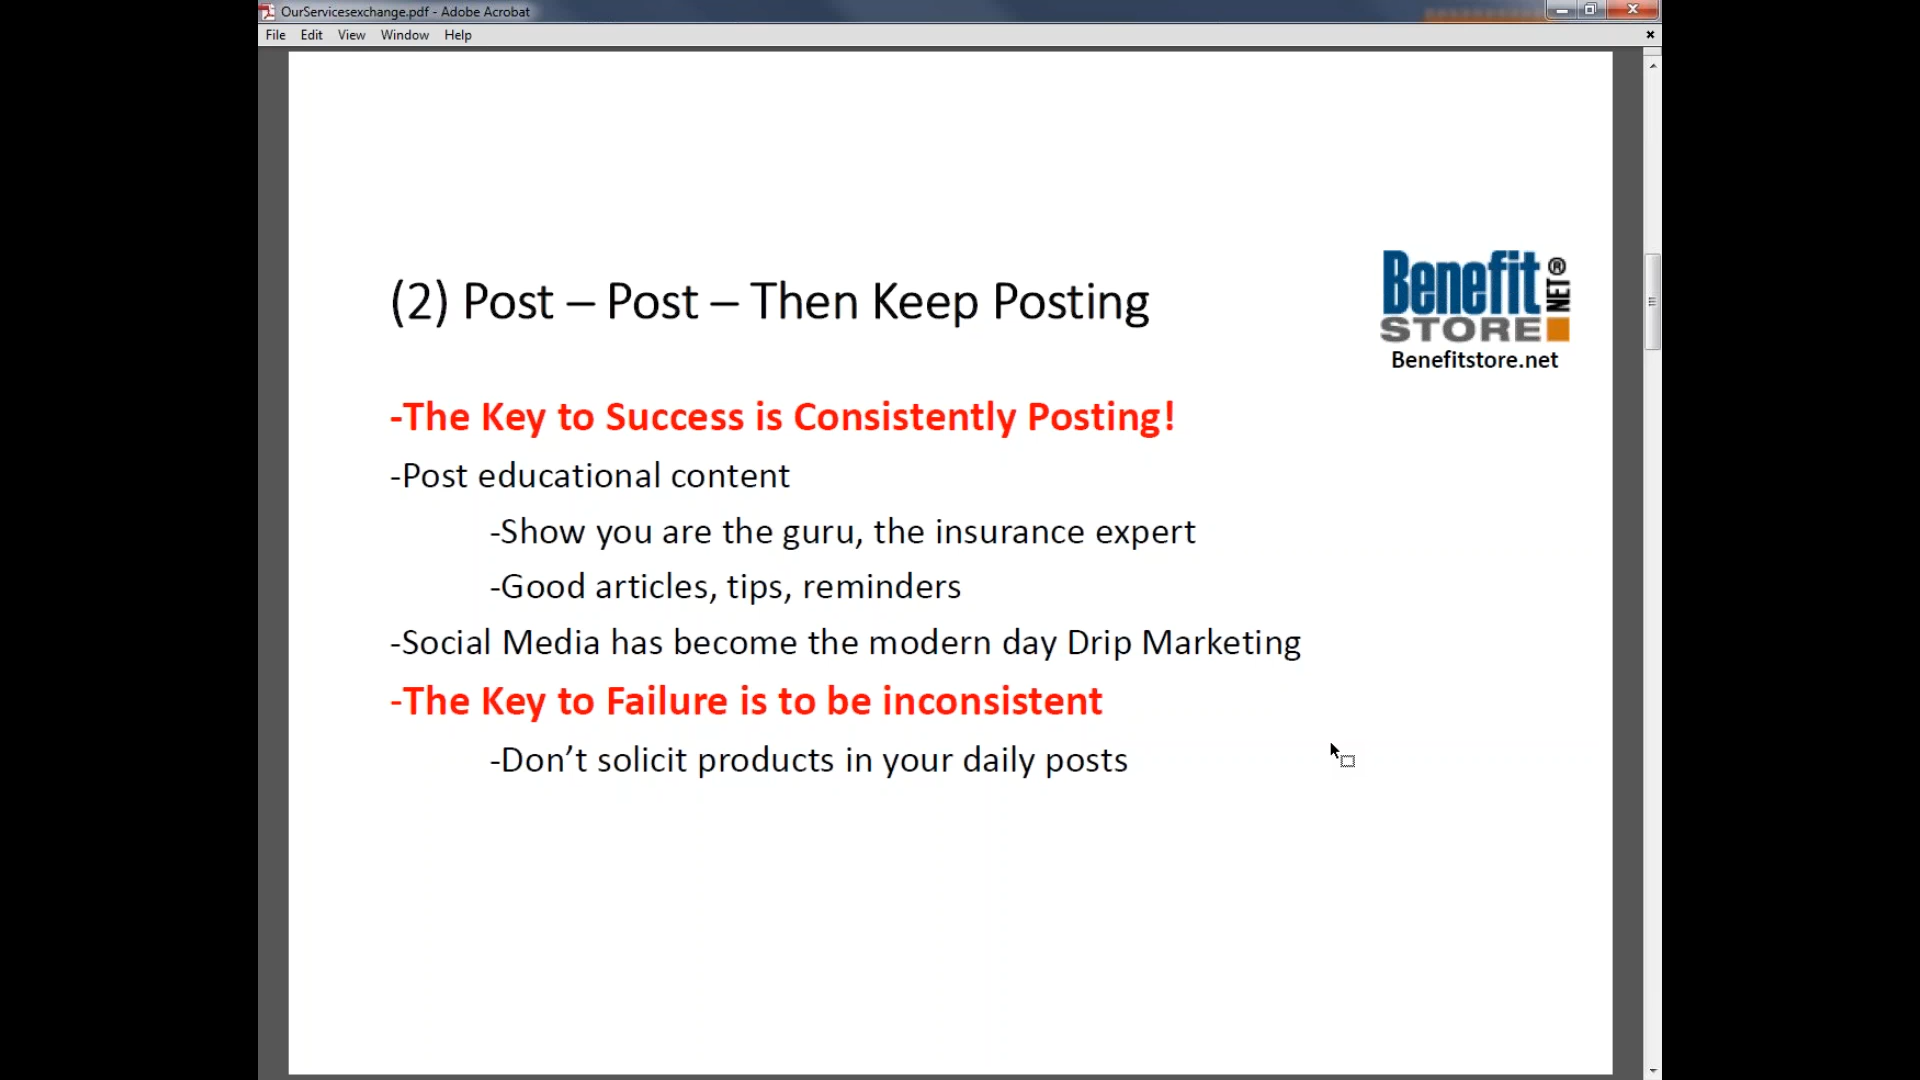 OurServicesexchange.pdf - Adobe Acrobat
File Edit View Window Help
(2) Post – Post – Then Keep Posting
Benefit
STORE
NET®
Benefitstore.net
-The Key to Success is Consistently Posting!
-Post educational content
-Show you are the guru, the insurance expert
-Good articles, tips, reminders
-Social Media has become the modern day Drip Marketing
-The Key to Failure is to be inconsistent
-Don’t solicit products in your daily posts